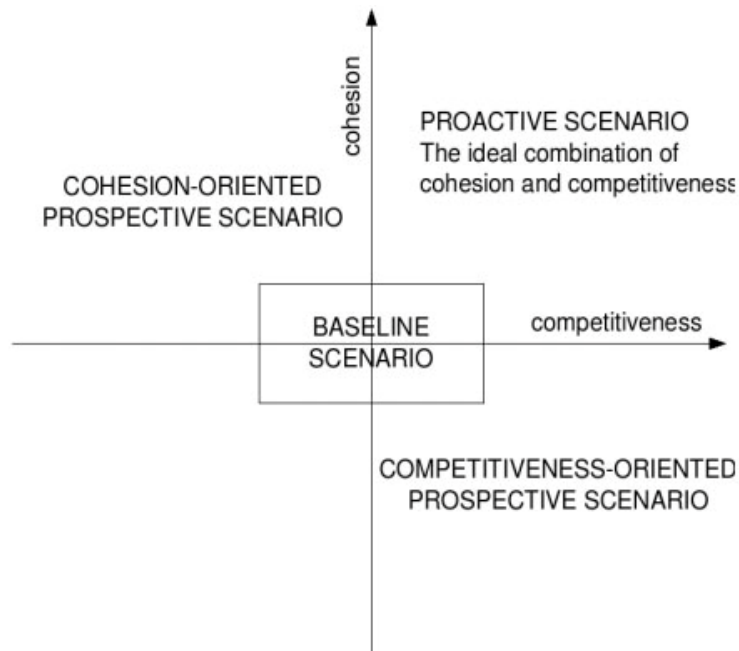 cohesion
PROACTIVE SCENARIO
The ideal combination of
cohesion and competitiveness
COHESION-ORIENTED
PROSPECTIVE SCENARIO
BASELINE
SCENARIO
competitiveness
COMPETITIVENESS-ORIENTED
PROSPECTIVE SCENARIO